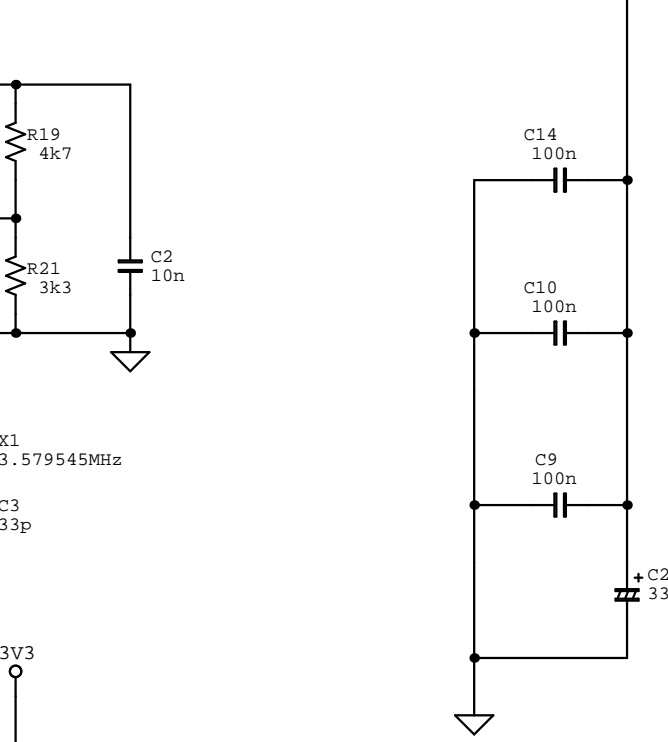 R19
4k7
R21
3k3
C2
10n
X1
3.579545MHz
C3
33p
3V3
C14
100n
C10
100n
C9
100n
+
C2
33